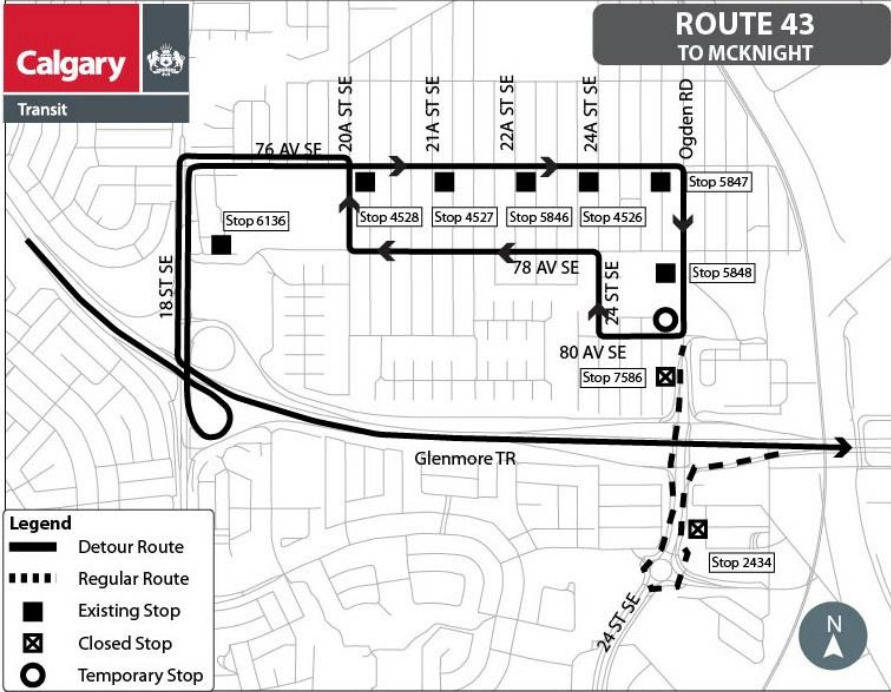 Calgary
Transit
ROUTE 43
TO MCKNIGHT
20A ST SE
21A ST SE
22A ST SE
24A ST SE
Ogden RD
76 AV SE
Stop 5847
Stop 6136
Stop 4528
Stop 4527
Stop 5846
Stop 4526
18 ST SE
78 AV SE
24 ST SE
Stop 5848
80 AV SE
Stop 7586
Glenmore TR
Stop 2434
24 ST SE
Legend
Detour Route
Regular Route
Existing Stop
Closed Stop
Temporary Stop
N